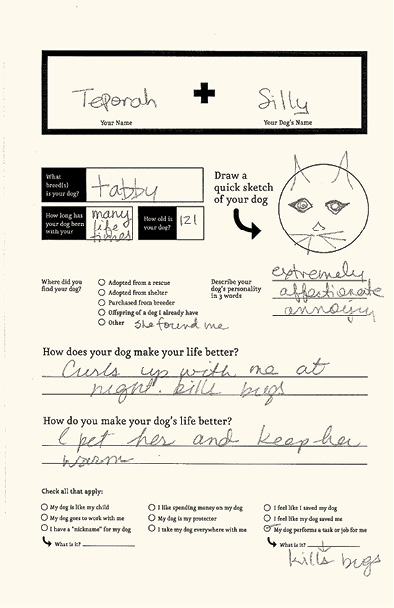 Teporah + Silly
Your Name Your Dog's Name
What breed(s) is your dog? tabby
How long has your dog been with your many life times
How old is your dog? 121
Draw a quick sketch of your dog
Where did you find your dog?
Adopted from a rescue
Adopted from shelter
Purchased from breeder
Offspring of a dog I already have
Other She found me
Describe your dog's personality in 3 words
extremely
affectionate
annoying
How does your dog make your life better?
Curls up with me at
night. kills bugs
How do you make your dog's life better?
I pet her and keep her
warm
Check all that apply:
My dog is like my child
My dog goes to work with me
I have a "nickname" for my dog
What is it?
I like spending money on my dog
My dog is my protector
I take my dog everywhere with me
I feel like I saved my dog
I feel like my dog saved me
My dog performs a task or job for me
What is it?
kills bugs